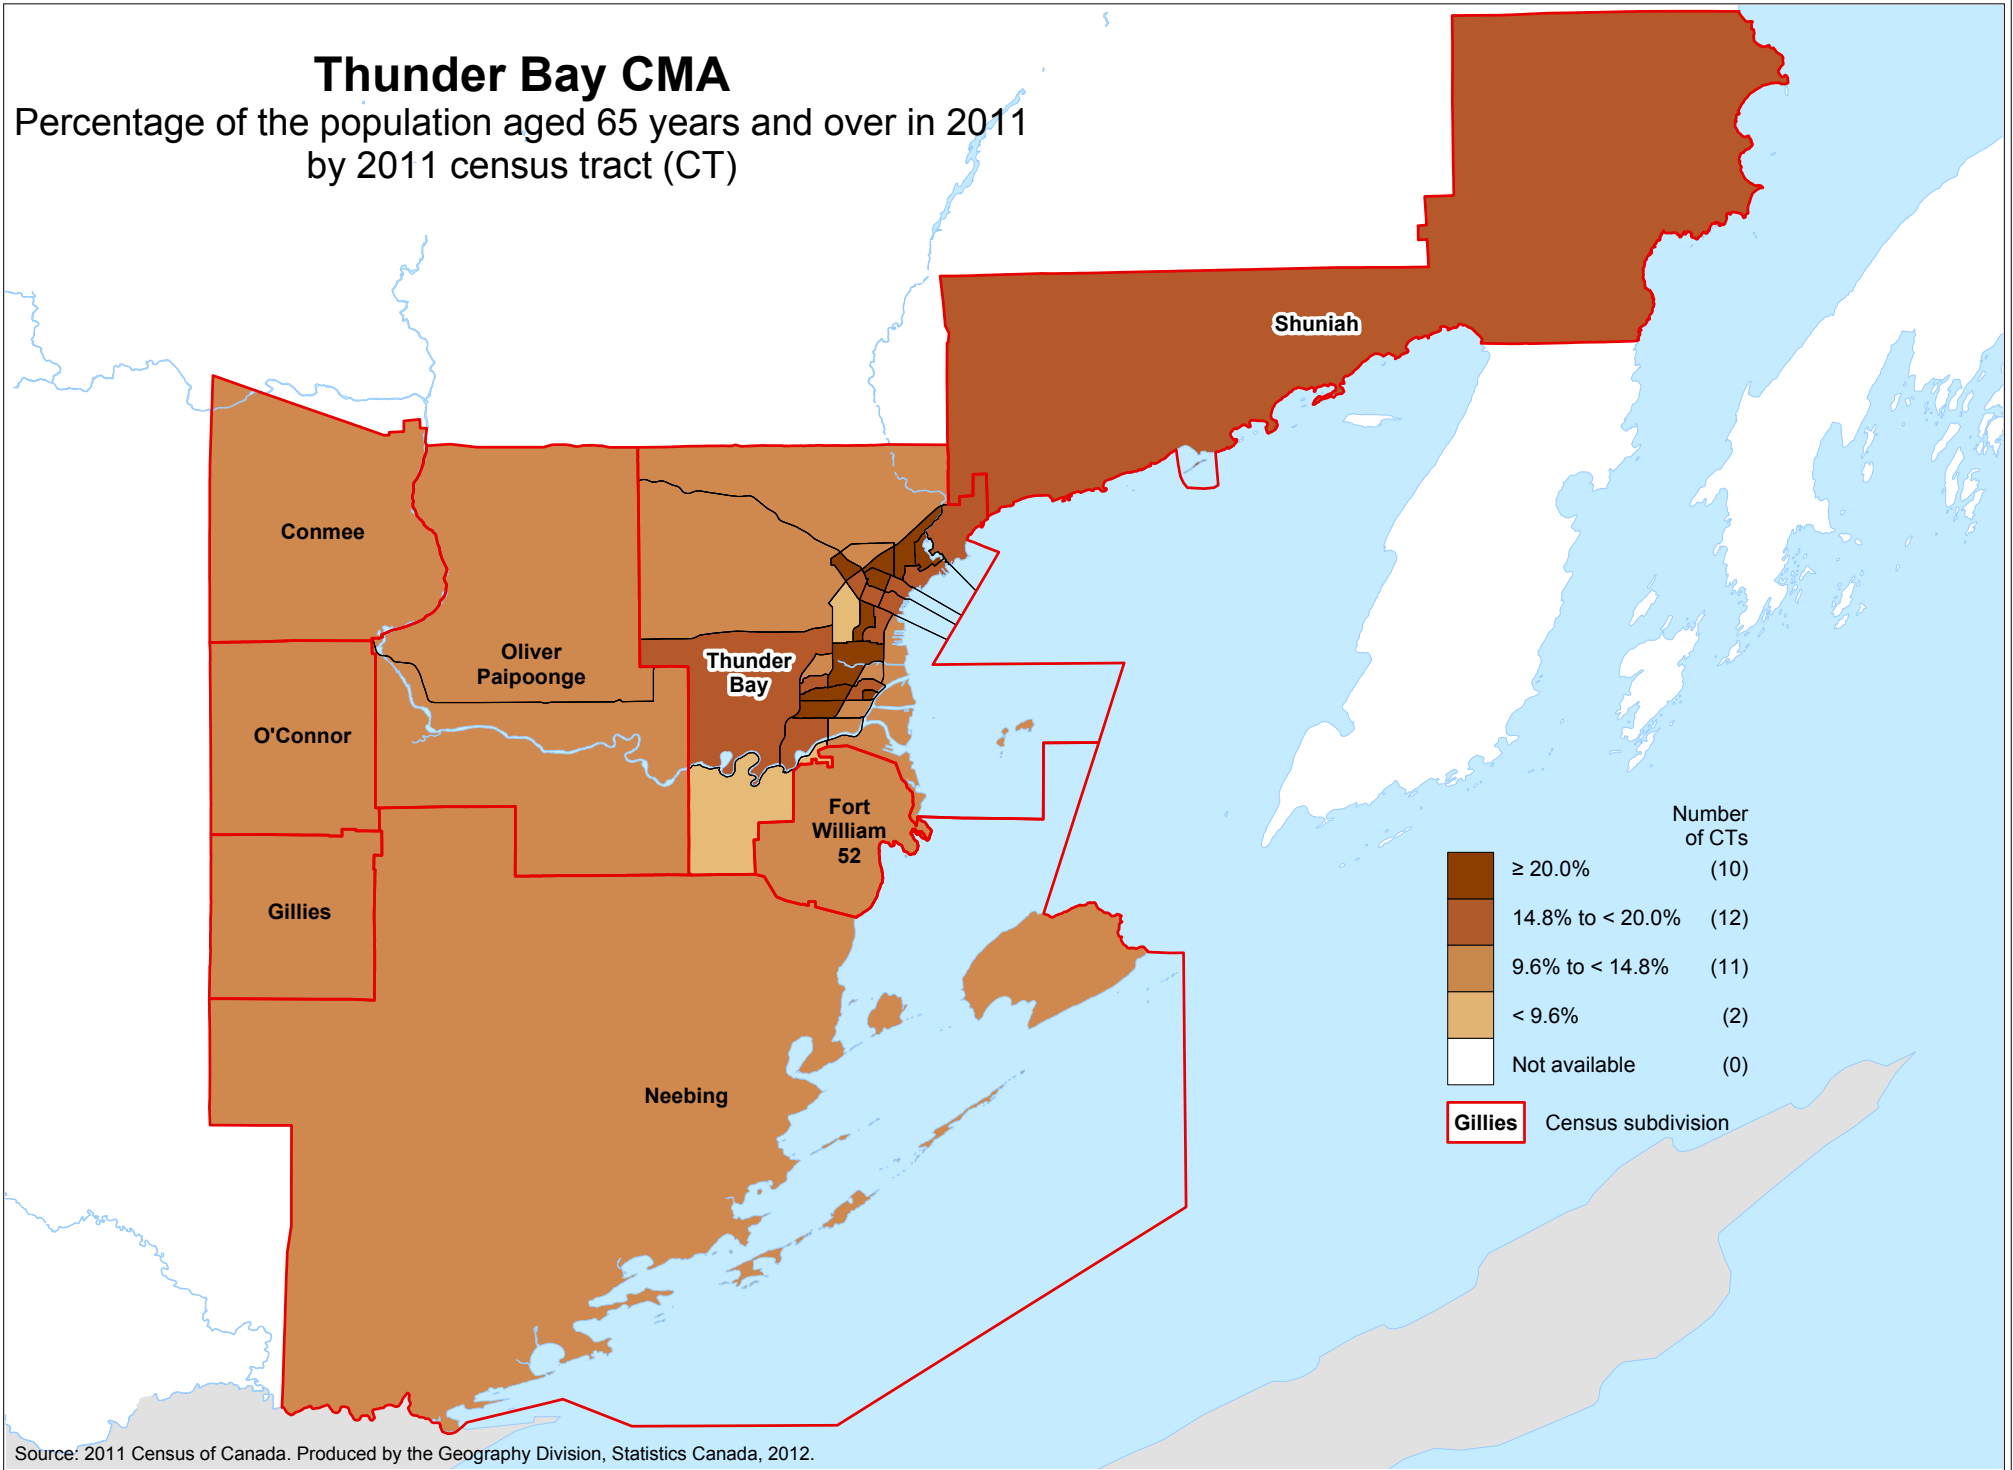 Thunder Bay CMA
Percentage of the population aged 65 years and over in 2011
by 2011 census tract (CT)
Shuniah
Conmee
Oliver
Paipoonge
Thunder
Bay
O'Connor
Fort
William
52
Gillies
Neebing
Number
of CTs
≥ 20.0% (10)
14.8% to < 20.0% (12)
9.6% to < 14.8% (11)
< 9.6% (2)
Not available (0)
Gillies Census subdivision
Source: 2011 Census of Canada. Produced by the Geography Division, Statistics Canada, 2012.